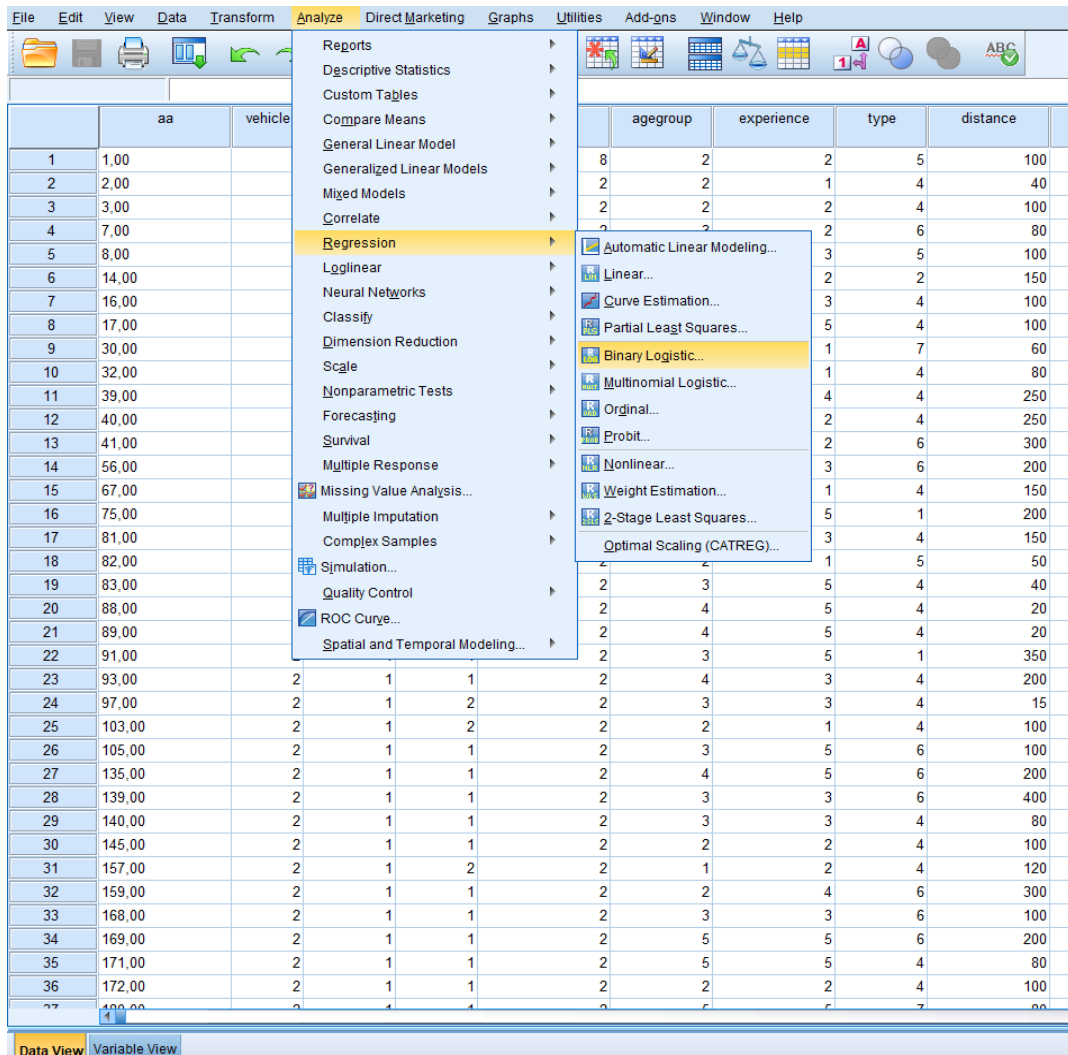 File Edit View Data Transform Analyze Direct Marketing Graphs Utilities Add-ons Window Help
A
1
ABC
Reports
Descriptive Statistics
Custom Tables
Compare Means
General Linear Model
Generalized Linear Models
Mixed Models
Correlate
Regression
Loglinear
Neural Networks
Classify
Dimension Reduction
Scale
Nonparametric Tests
Forecasting
Survival
Multiple Response
Missing Value Analysis...
Multiple Imputation
Complex Samples
Simulation...
Quality Control
ROC Curve...
Spatial and Temporal Modeling...
Automatic Linear Modeling...
Linear...
Curve Estimation...
Partial Least Squares...
Binary Logistic...
Multinomial Logistic...
Ordinal...
Probit...
Nonlinear...
Weight Estimation...
2-Stage Least Squares...
Optimal Scaling (CATREG)...
aa vehicle agegroup experience type distance
1 1,00 8 2 2 5 100
2 2,00 2 2 1 4 40
3 3,00 2 2 2 4 100
4 7,00 2 3 2 6 80
5 8,00 3 5 100
6 14,00 2 2 150
7 16,00 3 4 100
8 17,00 5 4 100
9 30,00 1 7 60
10 32,00 1 4 80
11 39,00 4 4 250
12 40,00 2 4 250
13 41,00 2 6 300
14 56,00 3 6 200
15 67,00 1 4 150
16 75,00 5 1 200
17 81,00 3 4 150
18 82,00 2 2 1 5 50
19 83,00 2 3 5 4 40
20 88,00 2 4 5 4 20
21 89,00 2 4 5 4 20
22 91,00 2 3 5 1 350
23 93,00 2 1 1 2 4 3 4 200
24 97,00 2 1 2 2 3 3 4 15
25 103,00 2 1 2 2 2 1 4 100
26 105,00 2 1 1 2 3 5 6 100
27 135,00 2 1 1 2 4 5 6 200
28 139,00 2 1 1 2 3 3 6 400
29 140,00 2 1 1 2 3 3 4 80
30 145,00 2 1 1 2 2 2 4 100
31 157,00 2 1 2 2 1 2 4 120
32 159,00 2 1 1 2 2 4 6 300
33 168,00 2 1 1 2 3 3 6 100
34 169,00 2 1 1 2 5 5 6 200
35 171,00 2 1 1 2 5 5 4 80
36 172,00 2 1 1 2 2 2 4 100
Data View Variable View